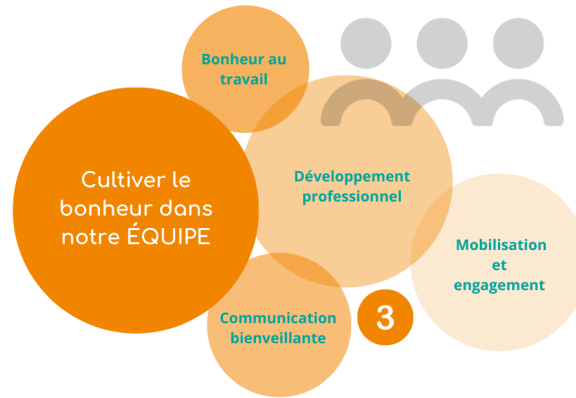 Bonheur au
travail
Cultiver le
bonheur dans
notre ÉQUIPE
Développement
professionnel
Mobilisation
et
engagement
Communication
bienveillante
3